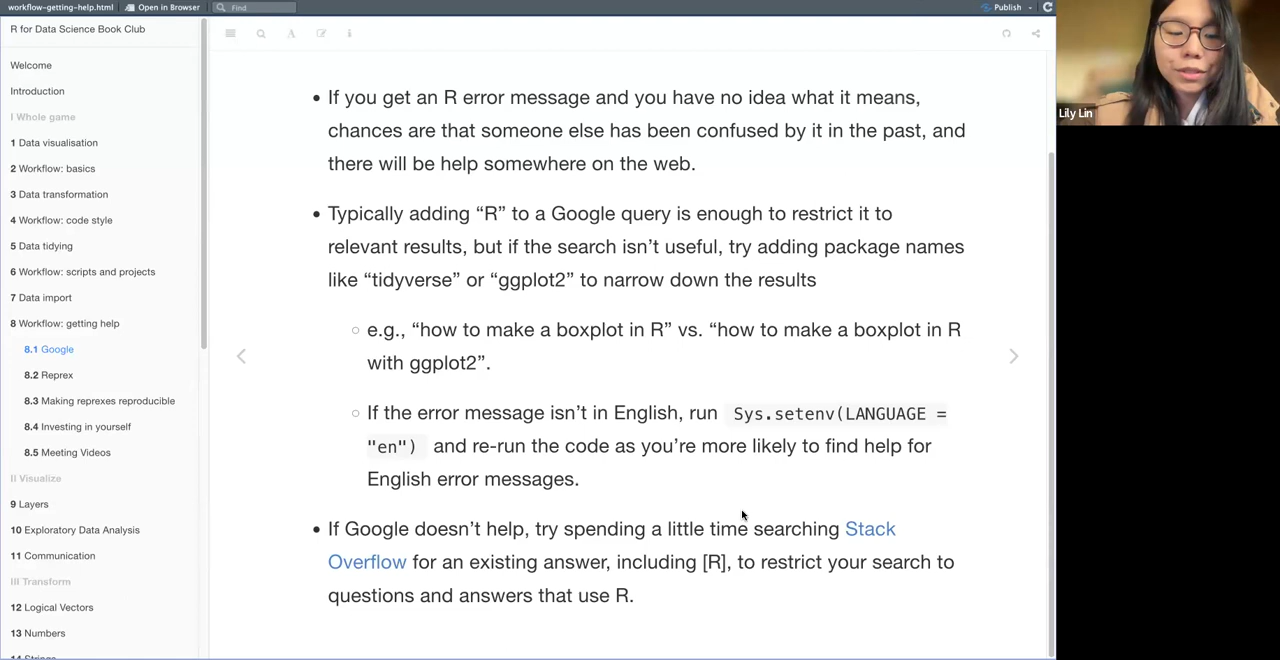 workflow-getting-help.html
Open in Browser
Find
Publish
R for Data Science Book Club
Welcome
Introduction
I Whole game
1 Data visualisation
2 Workflow: basics
3 Data transformation
4 Workflow: code style
5 Data tidying
6 Workflow: scripts and projects
7 Data import
8 Workflow: getting help
8.1 Google
8.2 Reprex
8.3 Making reprexes reproducible
8.4 Investing in yourself
8.5 Meeting Videos
II Visualize
9 Layers
10 Exploratory Data Analysis
11 Communication
III Transform
12 Logical Vectors
13 Numbers
14 Strings
A
i
• If you get an R error message and you have no idea what it means,
chances are that someone else has been confused by it in the past, and
there will be help somewhere on the web.
• Typically adding “R” to a Google query is enough to restrict it to
relevant results, but if the search isn’t useful, try adding package names
like “tidyverse” or “ggplot2” to narrow down the results
○ e.g., “how to make a boxplot in R” vs. “how to make a boxplot in R
with ggplot2”.
○ If the error message isn’t in English, run Sys.setenv(LANGUAGE =
"en") and re-run the code as you’re more likely to find help for
English error messages.
• If Google doesn’t help, try spending a little time searching Stack
Overflow for an existing answer, including [R], to restrict your search to
questions and answers that use R.
Lily Lin